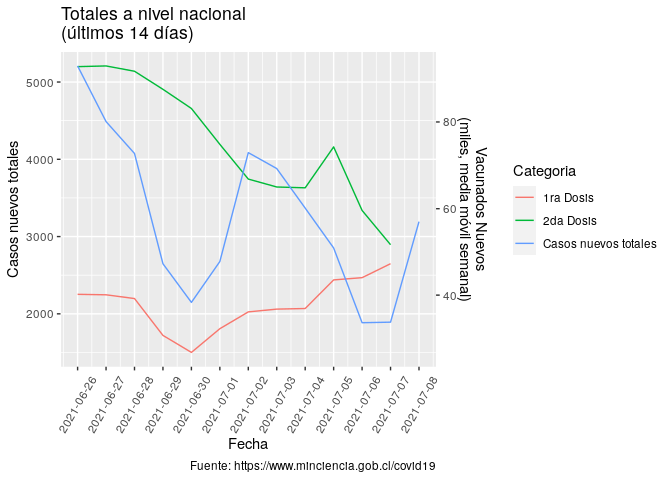 Totales a nivel nacional
(últimos 14 días)
Casos nuevos totales
5000
4000
3000
2000
80
60
40
Vacunados Nuevos
(miles, media móvil semanal)
2021-06-26
2021-06-27
2021-06-28
2021-06-29
2021-06-30
2021-07-01
2021-07-02
2021-07-03
2021-07-04
2021-07-05
2021-07-06
2021-07-07
2021-07-08
Fecha
Categoria
1ra Dosis
2da Dosis
Casos nuevos totales
Fuente: https://www.minciencia.gob.cl/covid19